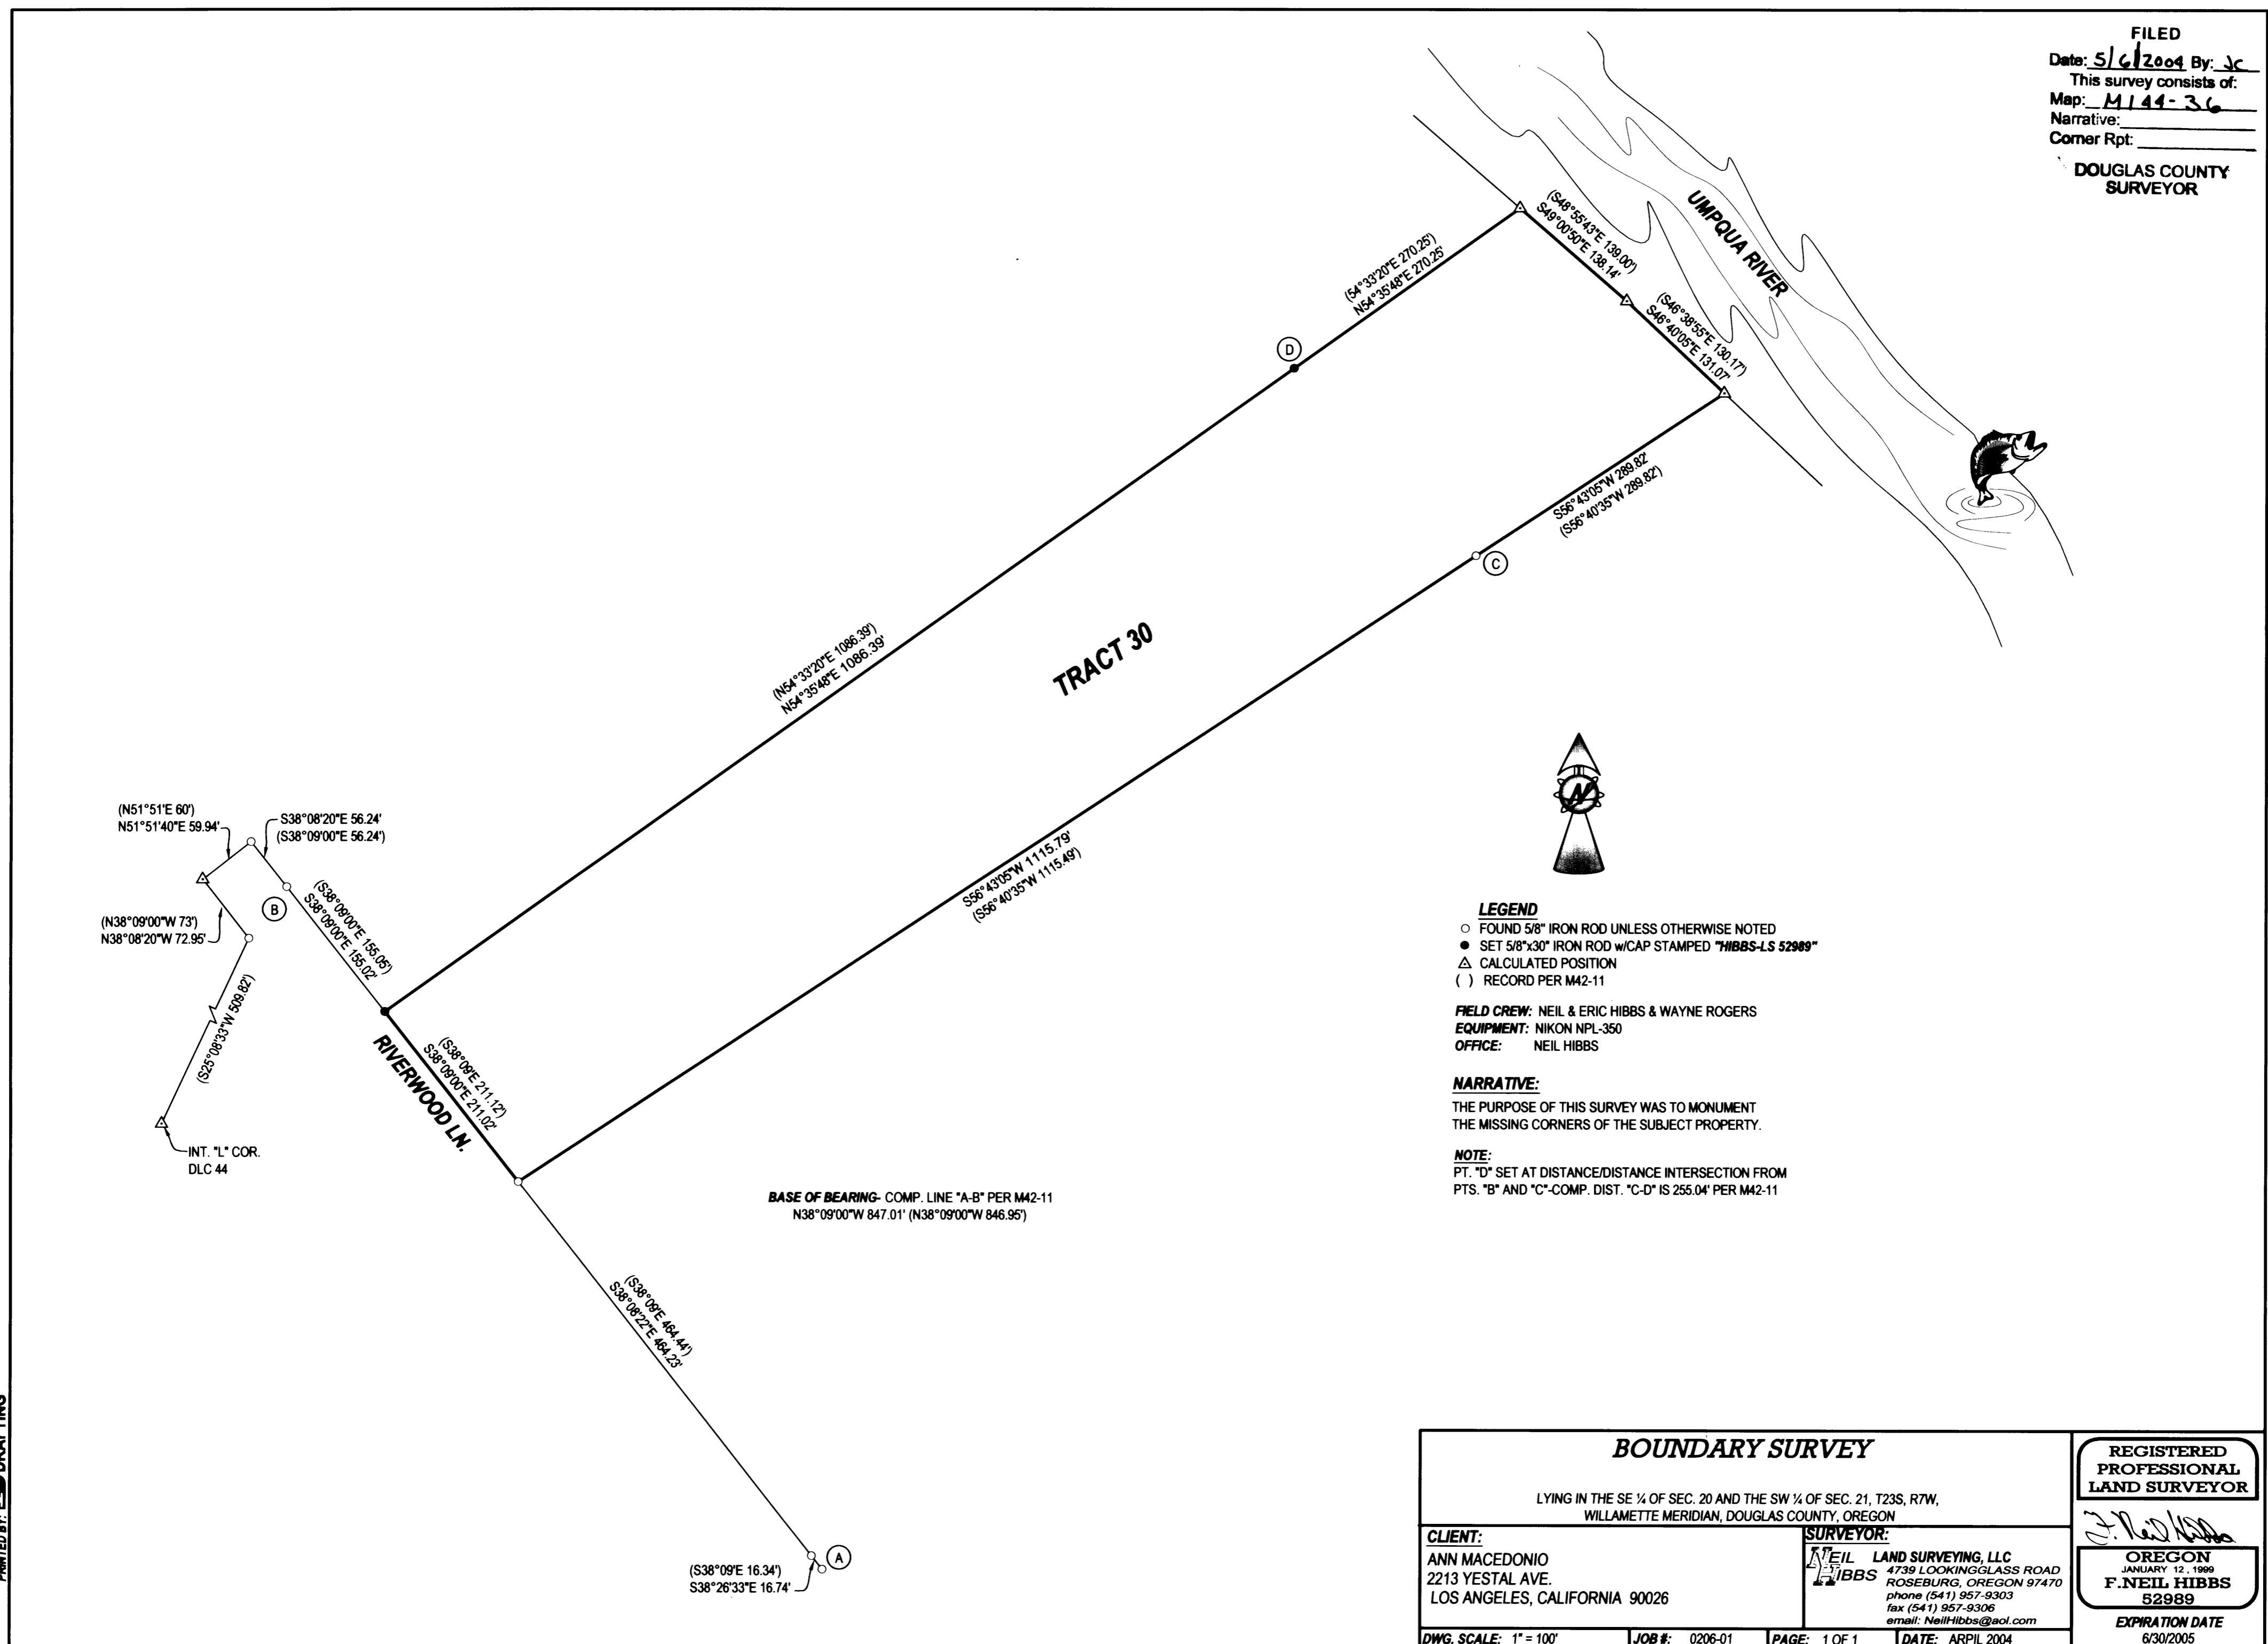 FILED
Date: 5/6/2004 By: JC
This survey consists of:
Map: M144-36
Narrative:
Corner Rpt:
DOUGLAS COUNTY
SURVEYOR
UMPQUA RIVER
(S48°55'43"E 139.00')
S49°00'50"E 138.14'
(S46°38'55"E 130.17')
S46°40'05"E 131.07'
(54°33'20"E 270.25')
N54°35'48"E 270.25'
D
S56°43'05"W 289.82'
(S56°40'35"W 289.82')
C
(N54°33'20"E 1086.39')
N54°35'48"E 1086.39'
TRACT 30
S56°43'05"W 1115.79'
(S56°40'35"W 1115.49')
(N51°51'E 60')
N51°51'40"E 59.94'
S38°08'20"E 56.24'
(S38°09'00"E 56.24')
B
(N38°09'00"W 73')
N38°08'20"W 72.95'
(S38°09'00"E 155.05')
S38°09'00"E 155.02'
(S25°08'33"W 509.82')
INT. "L" COR.
DLC 44
RIVERWOOD LN.
(S38°09'E 211.12')
S38°09'00"E 211.02'
BASE OF BEARING- COMP. LINE "A-B" PER M42-11
N38°09'00"W 847.01' (N38°09'00"W 846.95')
(S38°09'E 464.44')
S38°08'22"E 464.23'
A
(S38°09'E 16.34')
S38°26'33"E 16.74'
N
LEGEND
FOUND 5/8" IRON ROD UNLESS OTHERWISE NOTED
SET 5/8"x30" IRON ROD w/CAP STAMPED "HIBBS-LS 52989"
CALCULATED POSITION
( ) RECORD PER M42-11
FIELD CREW: NEIL & ERIC HIBBS & WAYNE ROGERS
EQUIPMENT: NIKON NPL-350
OFFICE: NEIL HIBBS
NARRATIVE:
THE PURPOSE OF THIS SURVEY WAS TO MONUMENT
THE MISSING CORNERS OF THE SUBJECT PROPERTY.
NOTE:
PT. "D" SET AT DISTANCE/DISTANCE INTERSECTION FROM
PTS. "B" AND "C"-COMP. DIST. "C-D" IS 255.04' PER M42-11
PRINTED BY: DRAFTING
BOUNDARY SURVEY
LYING IN THE SE ¼ OF SEC. 20 AND THE SW ¼ OF SEC. 21, T23S, R7W,
WILLAMETTE MERIDIAN, DOUGLAS COUNTY, OREGON
CLIENT:
ANN MACEDONIO
2213 YESTAL AVE.
LOS ANGELES, CALIFORNIA 90026
SURVEYOR:
NEIL HIBBS LAND SURVEYING, LLC
4739 LOOKINGGLASS ROAD
ROSEBURG, OREGON 97470
phone (541) 957-9303
fax (541) 957-9306
email: NeilHibbs@aol.com
DWG. SCALE: 1" = 100'
JOB #: 0206-01
PAGE: 1 OF 1
DATE: ARPIL 2004
REGISTERED
PROFESSIONAL
LAND SURVEYOR
F. Neil Hibbs
OREGON
JANUARY 12, 1999
F.NEIL HIBBS
52989
EXPIRATION DATE
6/30/2005